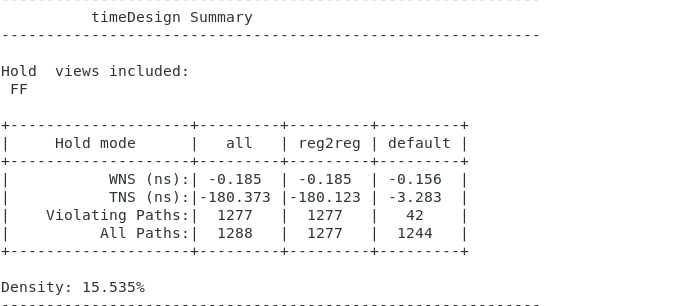 ------------------------------------------------------------
          timeDesign Summary
------------------------------------------------------------

Hold  views included:
 FF

+--------------------+---------+---------+---------+
|     Hold mode      |   all   | reg2reg | default |
+--------------------+---------+---------+---------+
|           WNS (ns):| -0.185  | -0.185  | -0.156  |
|           TNS (ns):|-180.373 |-180.123 | -3.283  |
|    Violating Paths:|  1277   |  1277   |   42    |
|          All Paths:|  1288   |  1277   |  1244   |
+--------------------+---------+---------+---------+

Density: 15.535%
------------------------------------------------------------